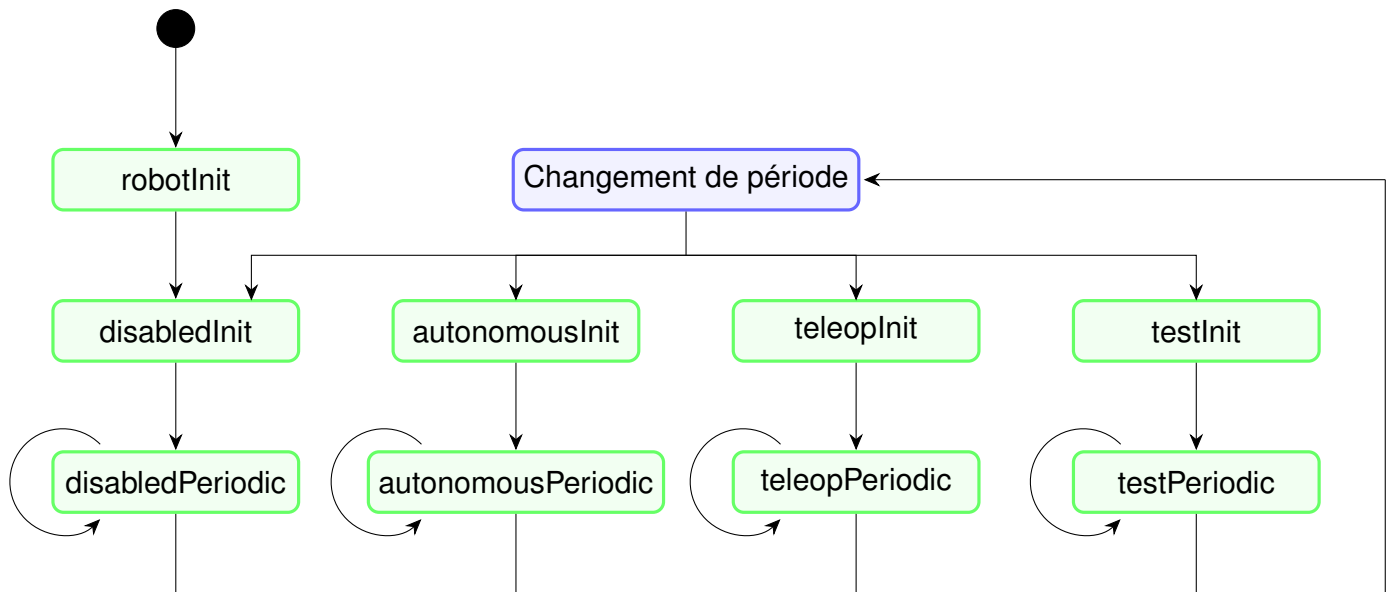 robotInit
Changement de période
disabledInit
autonomousInit
teleopInit
testInit
disabledPeriodic
autonomousPeriodic
teleopPeriodic
testPeriodic